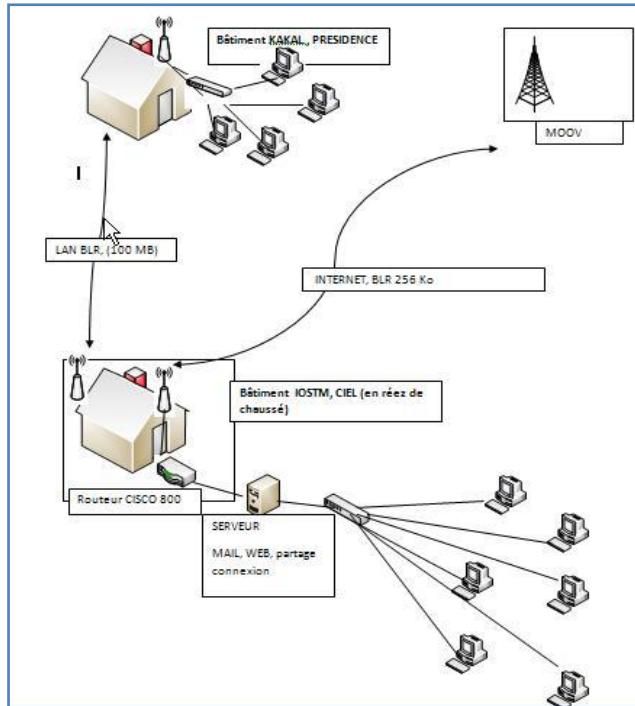 Bâtiment KAKAL, PRESIDENCE
MOOV
I
LAN BLR, (100 MB)
INTERNET, BLR 256 Ko
Bâtiment IOSTM, CIEL (en réez de
chaussé)
Routeur CISCO 800
SERVEUR
MAIL, WEB, partage
connexion